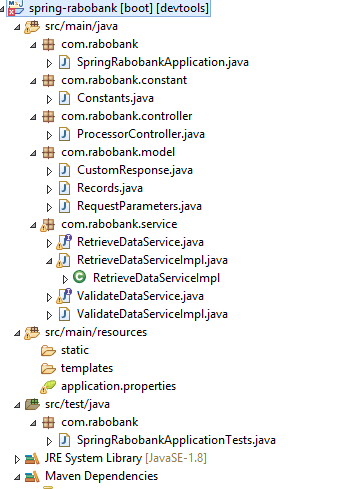 spring-rabobank [boot] [devtools]
src/main/java
com.rabobank
SpringRabobankApplication.java
com.rabobank.constant
Constants.java
com.rabobank.controller
ProcessorController.java
com.rabobank.model
CustomResponse.java
Records.java
RequestParameters.java
com.rabobank.service
RetrieveDataService.java
RetrieveDataServiceImpl.java
RetrieveDataServiceImpl
ValidateDataService.java
ValidateDataServiceImpl.java
src/main/resources
static
templates
application.properties
src/test/java
com.rabobank
SpringRabobankApplicationTests.java
JRE System Library [JavaSE-1.8]
Maven Dependencies